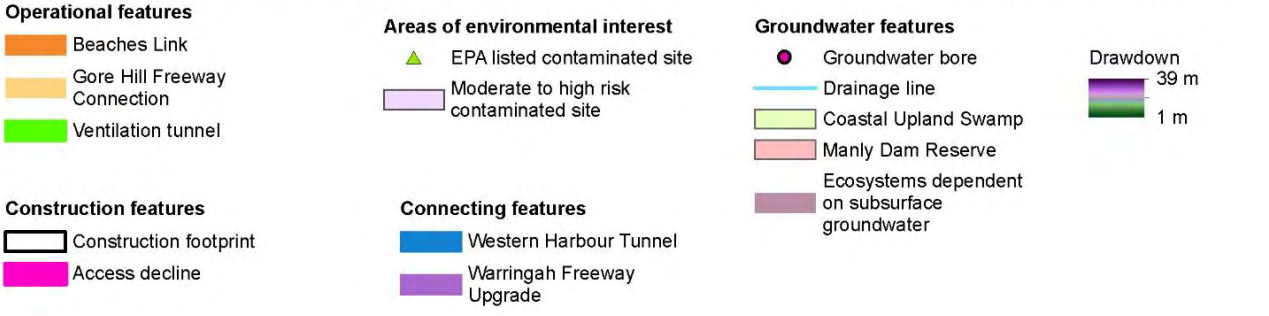 Operational features
Beaches Link
Gore Hill Freeway
Connection
Ventilation tunnel
Construction features
Construction footprint
Access decline
Areas of environmental interest
EPA listed contaminated site
Moderate to high risk
contaminated site
Connecting features
Western Harbour Tunnel
Warringah Freeway
Upgrade
Groundwater features
Groundwater bore
Drainage line
Coastal Upland Swamp
Manly Dam Reserve
Ecosystems dependent
on subsurface
groundwater
Drawdown
39 m
1 m